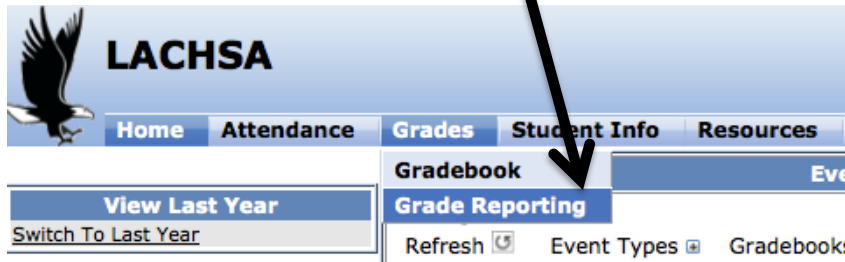 LACHSA
Home Attendance Grades Student Info Resources
Gradebook
Grade Reporting
View Last Year
Switch To Last Year
Refresh Event Types Gradebooks